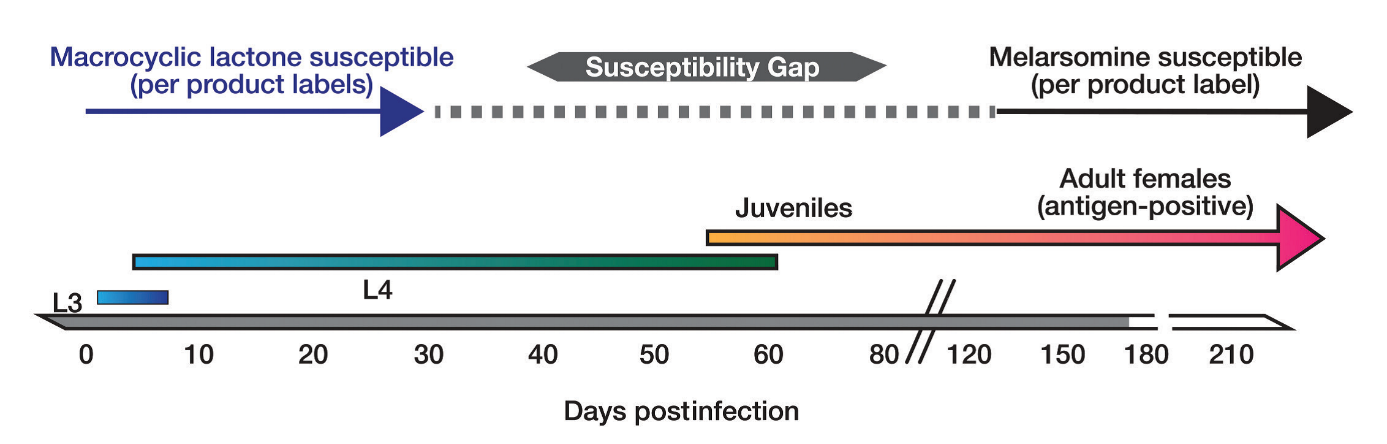 Macrocyclic lactone susceptible
(per product labels)
Susceptibility Gap
Melarsomine susceptible
(per product label)
Adult females
(antigen-positive)
Juveniles
L4
L3
0 10 20 30 40 50 60 80 120 150 180 210
Days postinfection